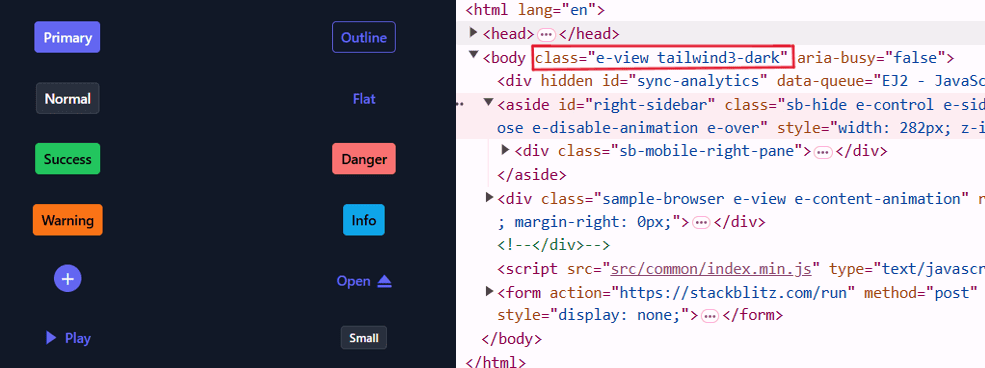 Primary
Outline
Normal
Flat
Success
Danger
Warning
Info
Open
Play
Small
<html lang="en">
<head> ••• </head>
<body class="e-view tailwind3-dark" aria-busy="false">
<div hidden id="sync-analytics" data-queue="EJ2 - JavaSc
<aside id="right-sidebar" class="sb-hide e-control e-sid
ose e-disable-animation e-over" style="width: 282px; z-i
<div class="sb-mobile-right-pane"> ••• </div>
</aside>
<div class="sample-browser e-view e-content-animation" r
; margin-right: 0px;"> ••• </div>
<!--</div>-->
<script src="src/common/index.min.js" type="text/javascr
<form action="https://stackblitz.com/run" method="post"
style="display: none;"> ••• </form>
</body>
</html>